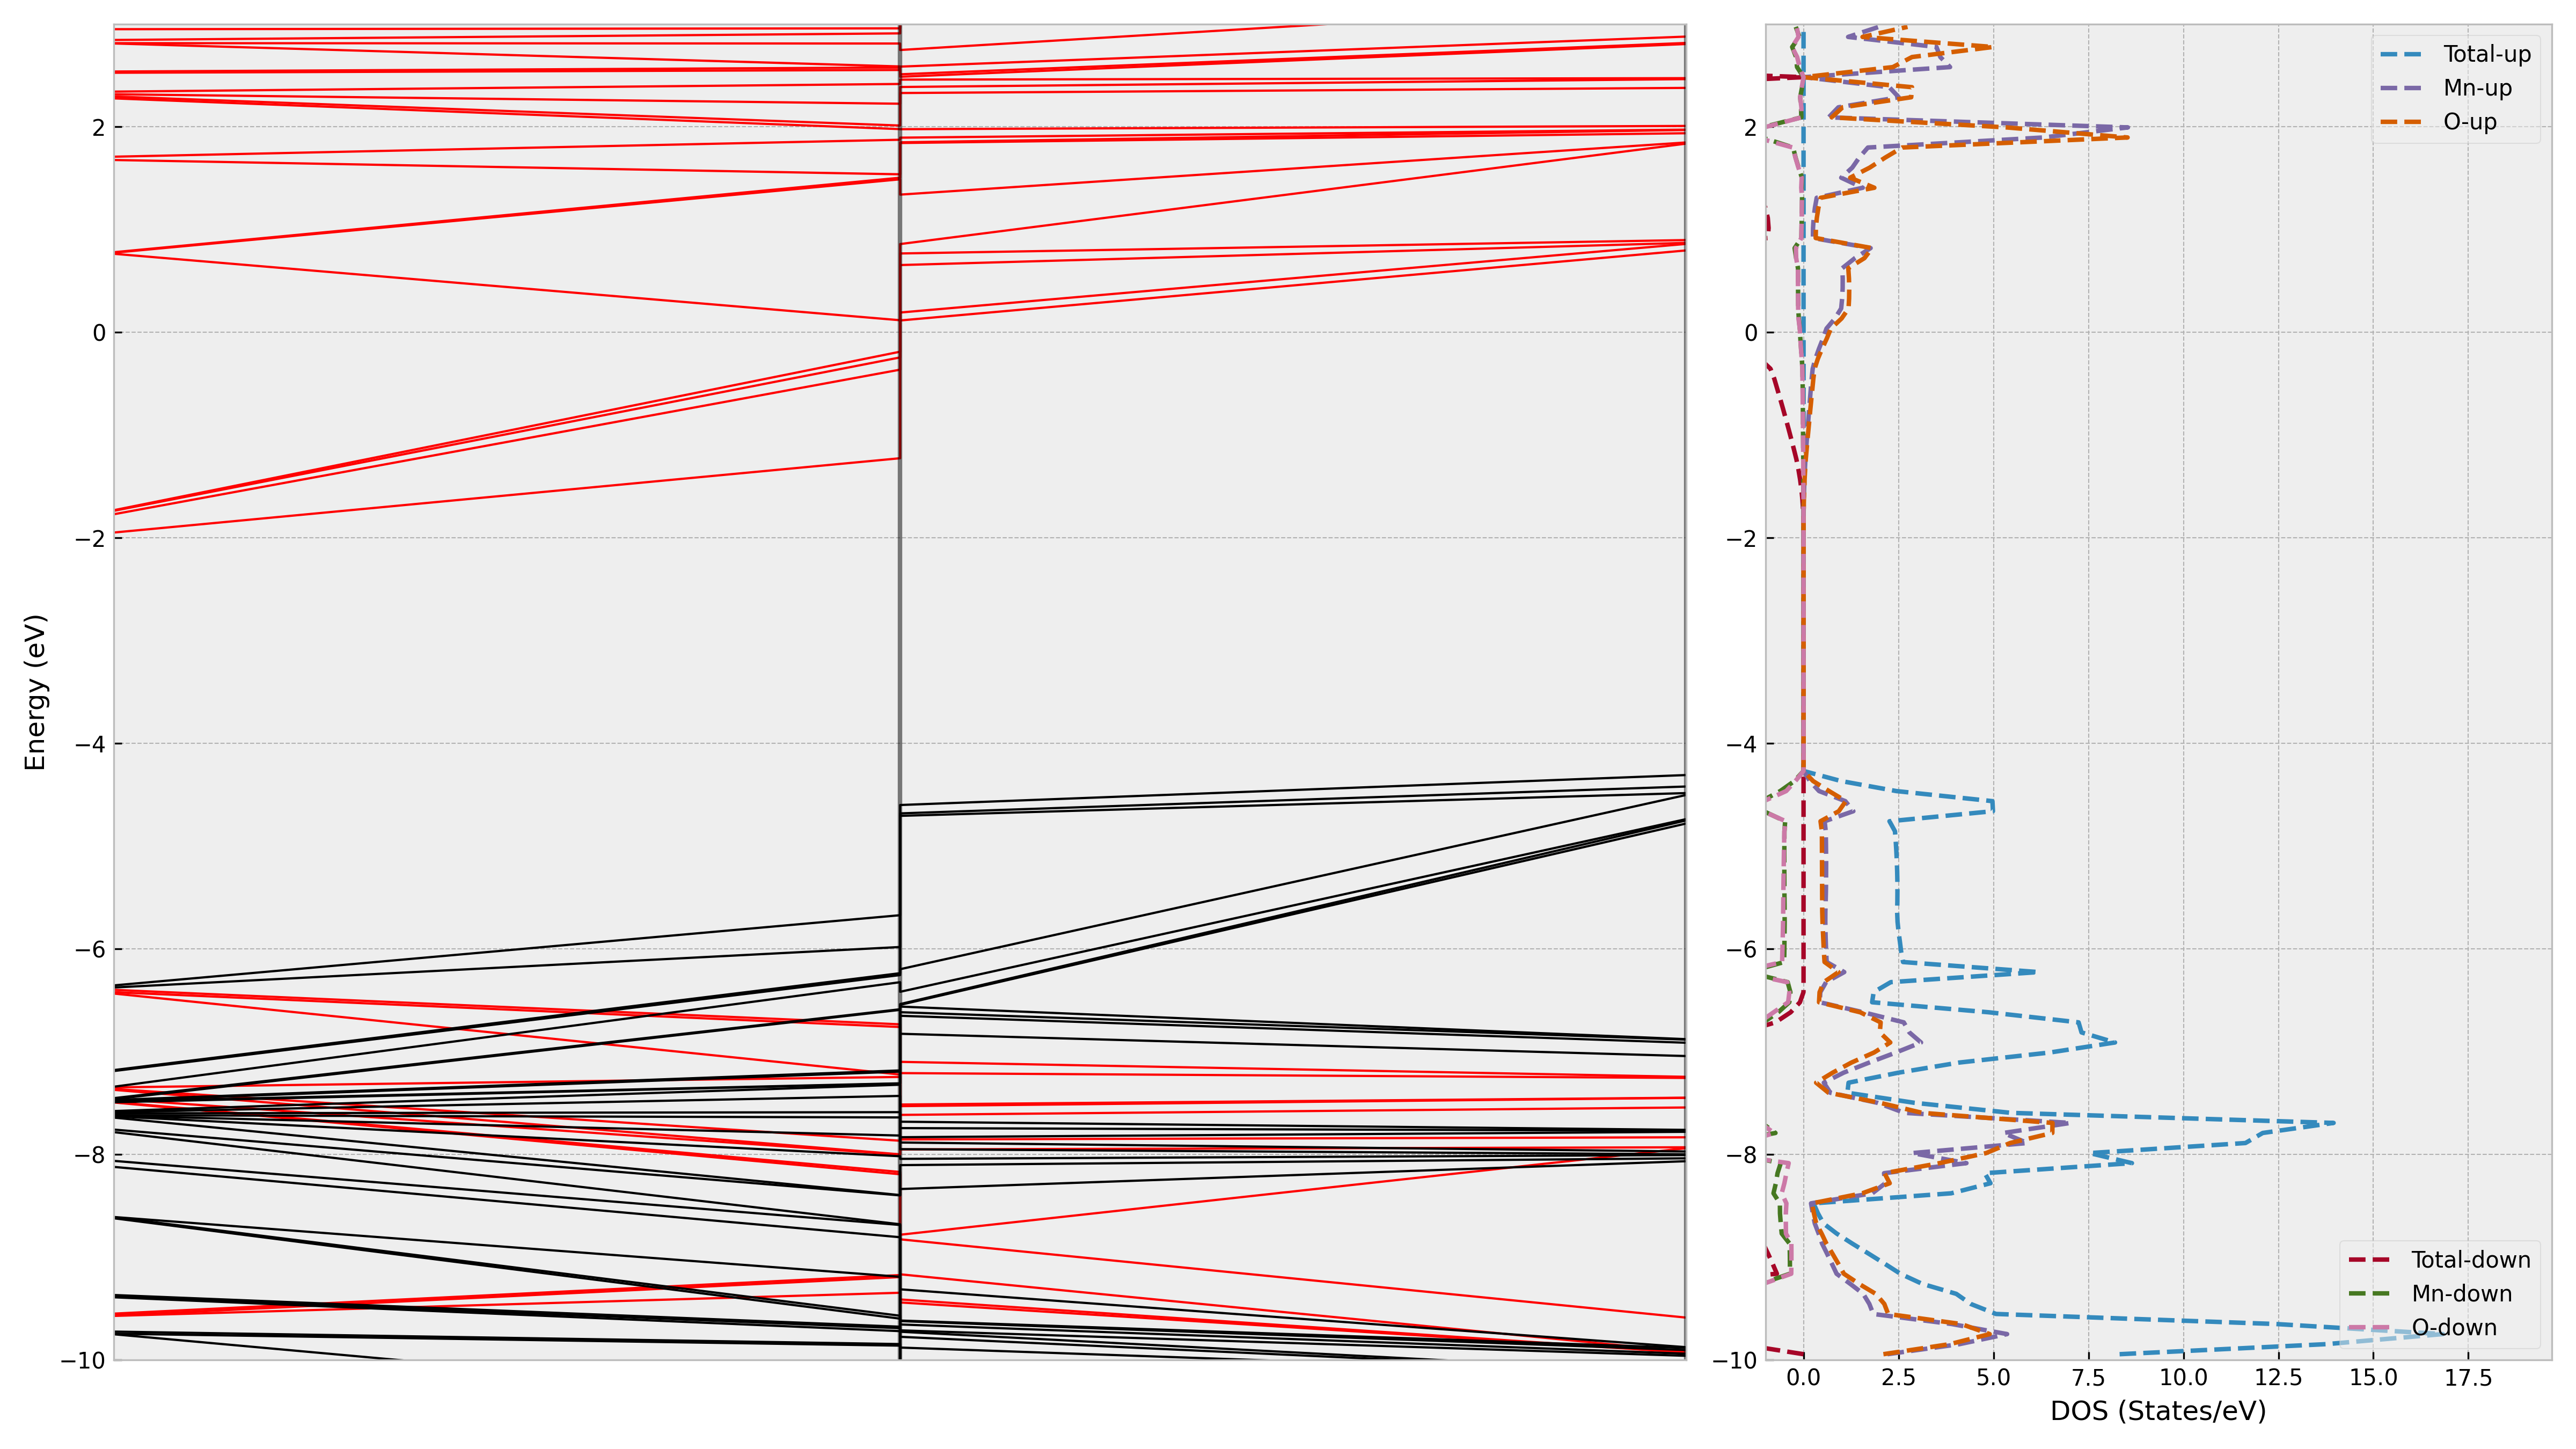 Energy (eV)
2
0
−2
−4
−6
−8
−10
2
0
−2
−4
−6
−8
−10
Total-up
Mn-up
O-up
Total-down
Mn-down
O-down
0.0 2.5 5.0 7.5 10.0 12.5 15.0 17.5
DOS (States/eV)